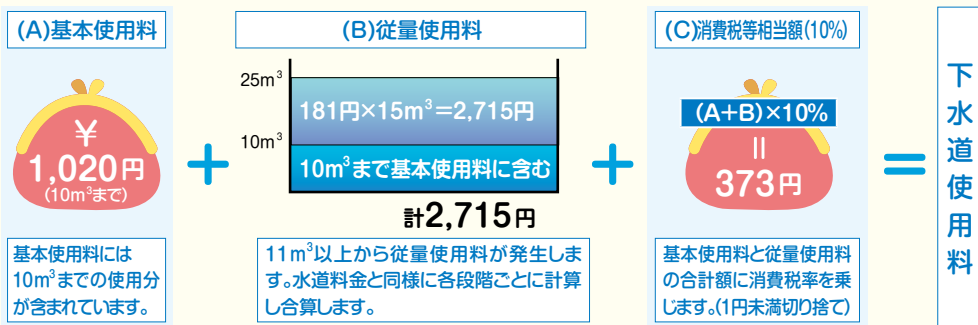 (A)基本使用料
¥
1,020円
(10m³まで)
基本使用料には
10m³までの使用分
が含まれています。
+
(B)従量使用料
25m³
181円×15m³=2,715円
10m³
10m³まで基本使用料に含む
計2,715円
11m³以上から従量使用料が発生しま
す。水道料金と同様に各段階ごとに計算
し合算します。
+
(C)消費税等相当額(10%)
(A+B)×10%
=
373円
基本使用料と従量使用料
の合計額に消費税率を乗
じます。(1円未満切り捨て)
=
下水道使用料